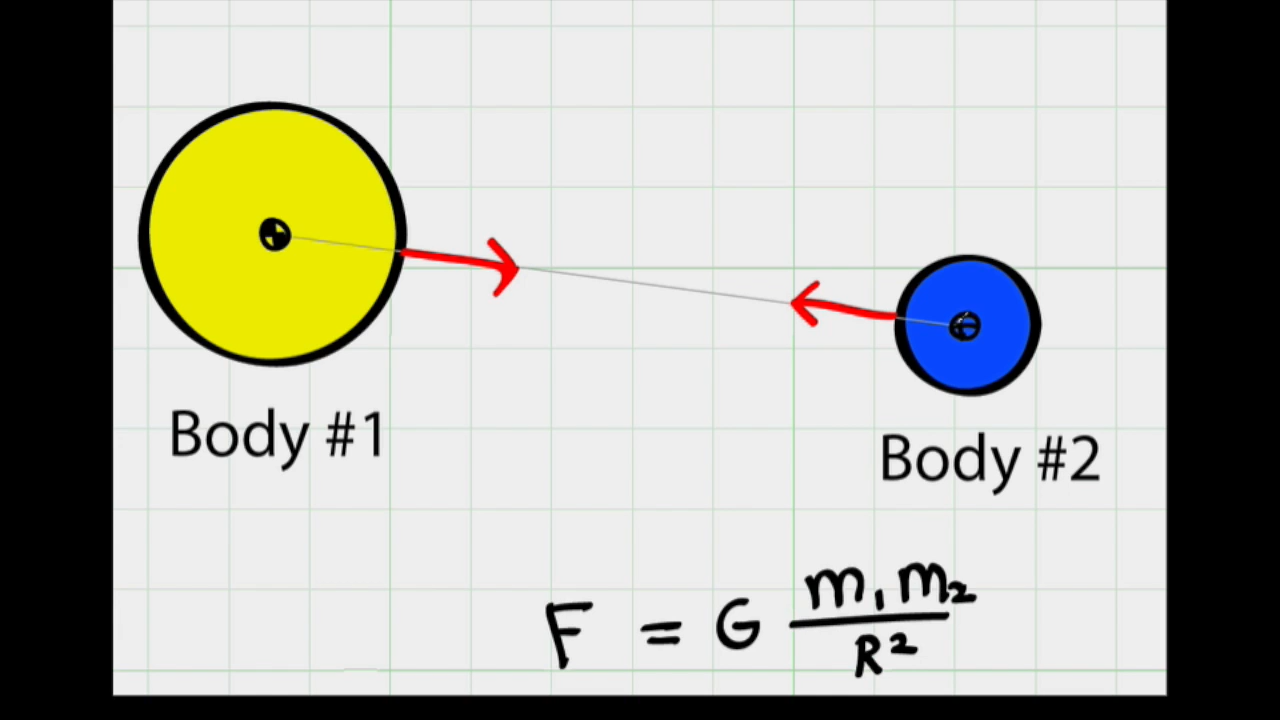 Body #1
Body #2
F = G m₁m₂ / R²